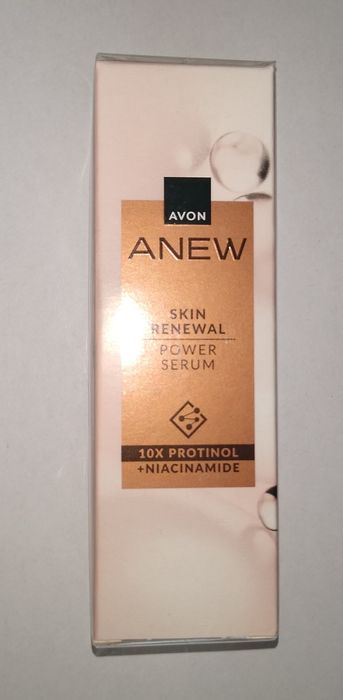 AVON
ANEW
SKIN
RENEWAL
POWER
SERUM
10X PROTINOL
+NIACINAMIDE